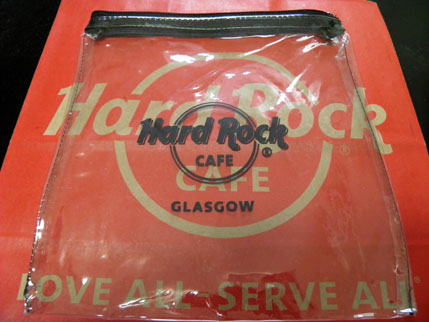 Hard Rock
CAFE
GLASGOW
Hard Rock
CAFE
LOVE ALL - SERVE ALL